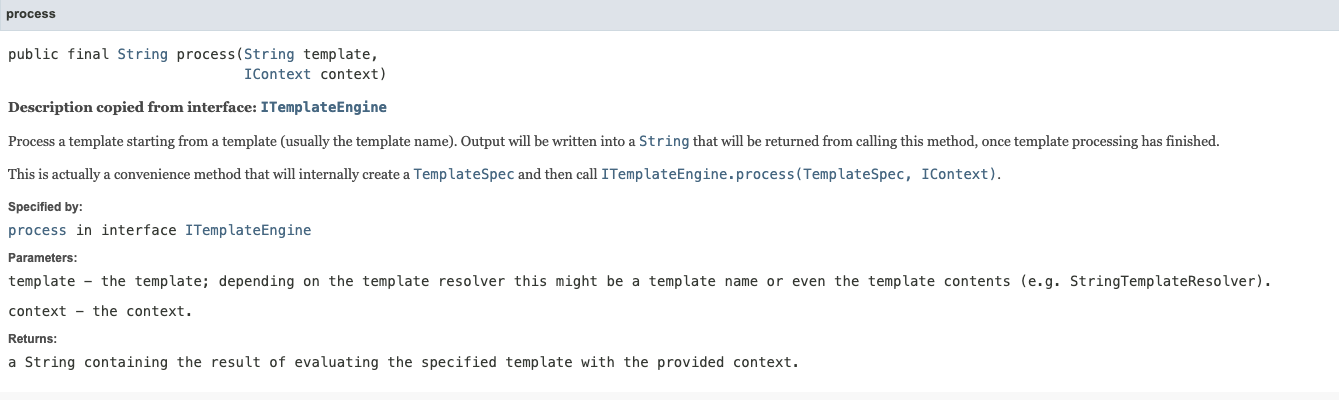 process
public final String process(String template,
IContext context)
Description copied from interface: ITemplateEngine
Process a template starting from a template (usually the template name). Output will be written into a String that will be returned from calling this method, once template processing has finished.
This is actually a convenience method that will internally create a TemplateSpec and then call ITemplateEngine.process(TemplateSpec, IContext).
Specified by:
process in interface ITemplateEngine
Parameters:
template – the template; depending on the template resolver this might be a template name or even the template contents (e.g. StringTemplateResolver).
context – the context.
Returns:
a String containing the result of evaluating the specified template with the provided context.